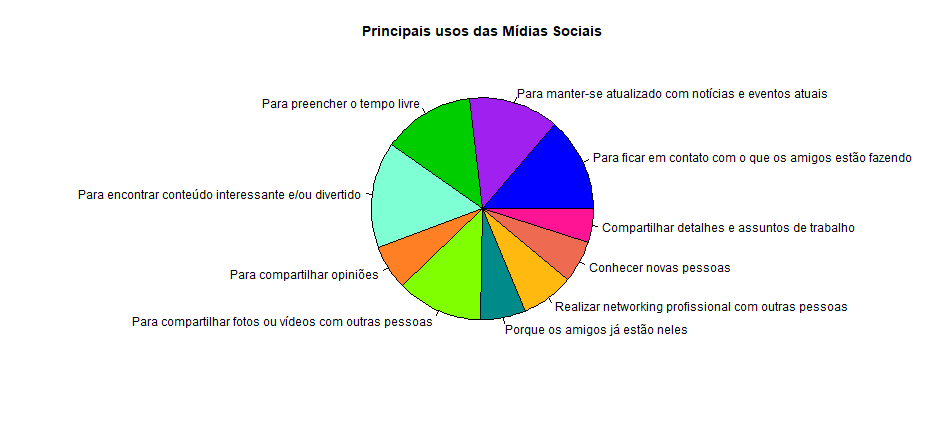 Principais usos das Mídias Sociais
Para manter-se atualizado com notícias e eventos atuais
Para preencher o tempo livre
Para ficar em contato com o que os amigos estão fazendo
Para encontrar conteúdo interessante e/ou divertido
Compartilhar detalhes e assuntos de trabalho
Conhecer novas pessoas
Para compartilhar opiniões
Realizar networking profissional com outras pessoas
Para compartilhar fotos ou vídeos com outras pessoas
Porque os amigos já estão neles